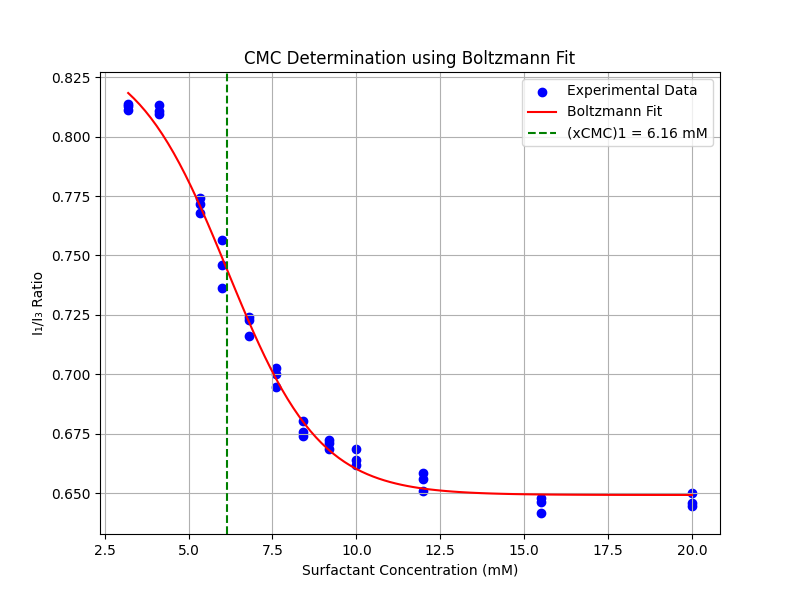 CMC Determination using Boltzmann Fit
0.825
0.800
0.775
0.750
0.725
0.700
0.675
0.650
I₁/I₃ Ratio
Experimental Data
Boltzmann Fit
(xCMC)1 = 6.16 mM
2.5 5.0 7.5 10.0 12.5 15.0 17.5 20.0
Surfactant Concentration (mM)